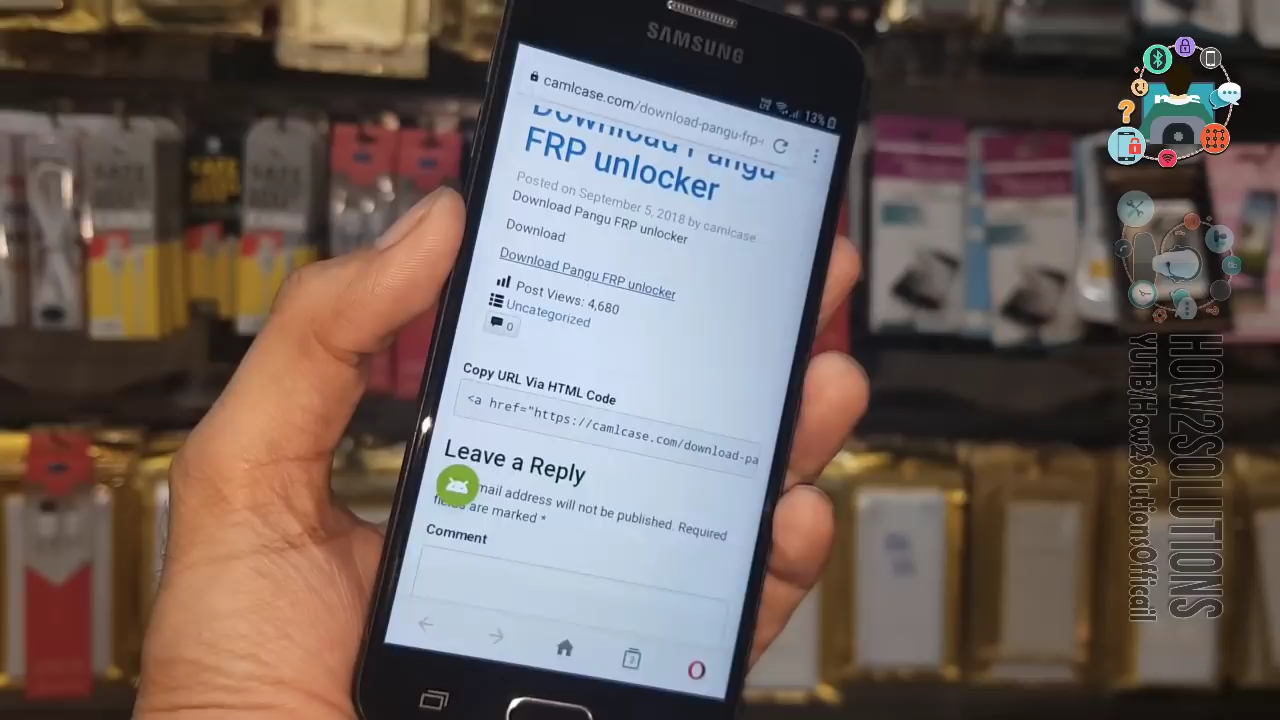 SAMSUNG
13%
camlcase.com/download-pangu-frp-
Download Pangu
FRP unlocker
Posted on September 5, 2018 by camlcase
Download Pangu FRP unlocker
Download
Download Pangu FRP unlocker
Post Views: 4,680
Uncategorized
0
Copy URL Via HTML Code
<a href="https://camlcase.com/download-pa
Leave a Reply
mail address will not be published. Required
are marked *
Comment
HOW2SOLUTIONS
YUTB/How2SolutionsOfficail